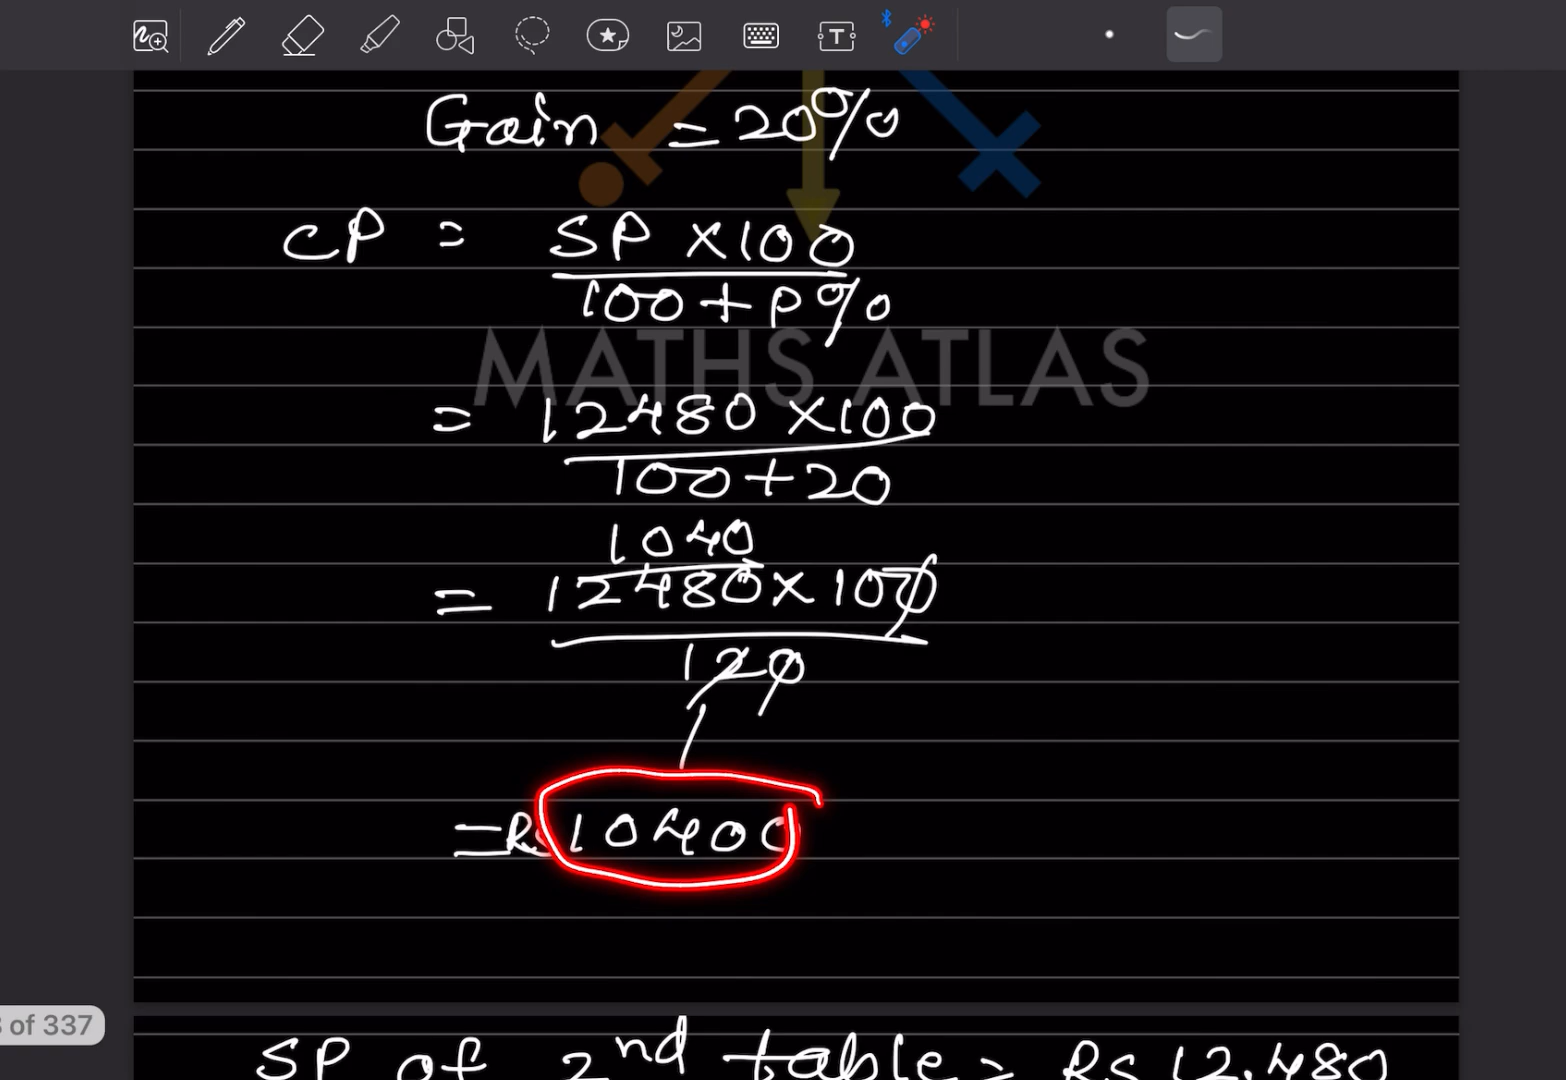 Gain = 20%
CP = SP × 100
100 + P%
MATHS ATLAS
= 12480 × 100
100 + 20
1040
= 12480 × 100
120
1
= Rs 10400
of 337
SP of 2nd table = Rs 12,480